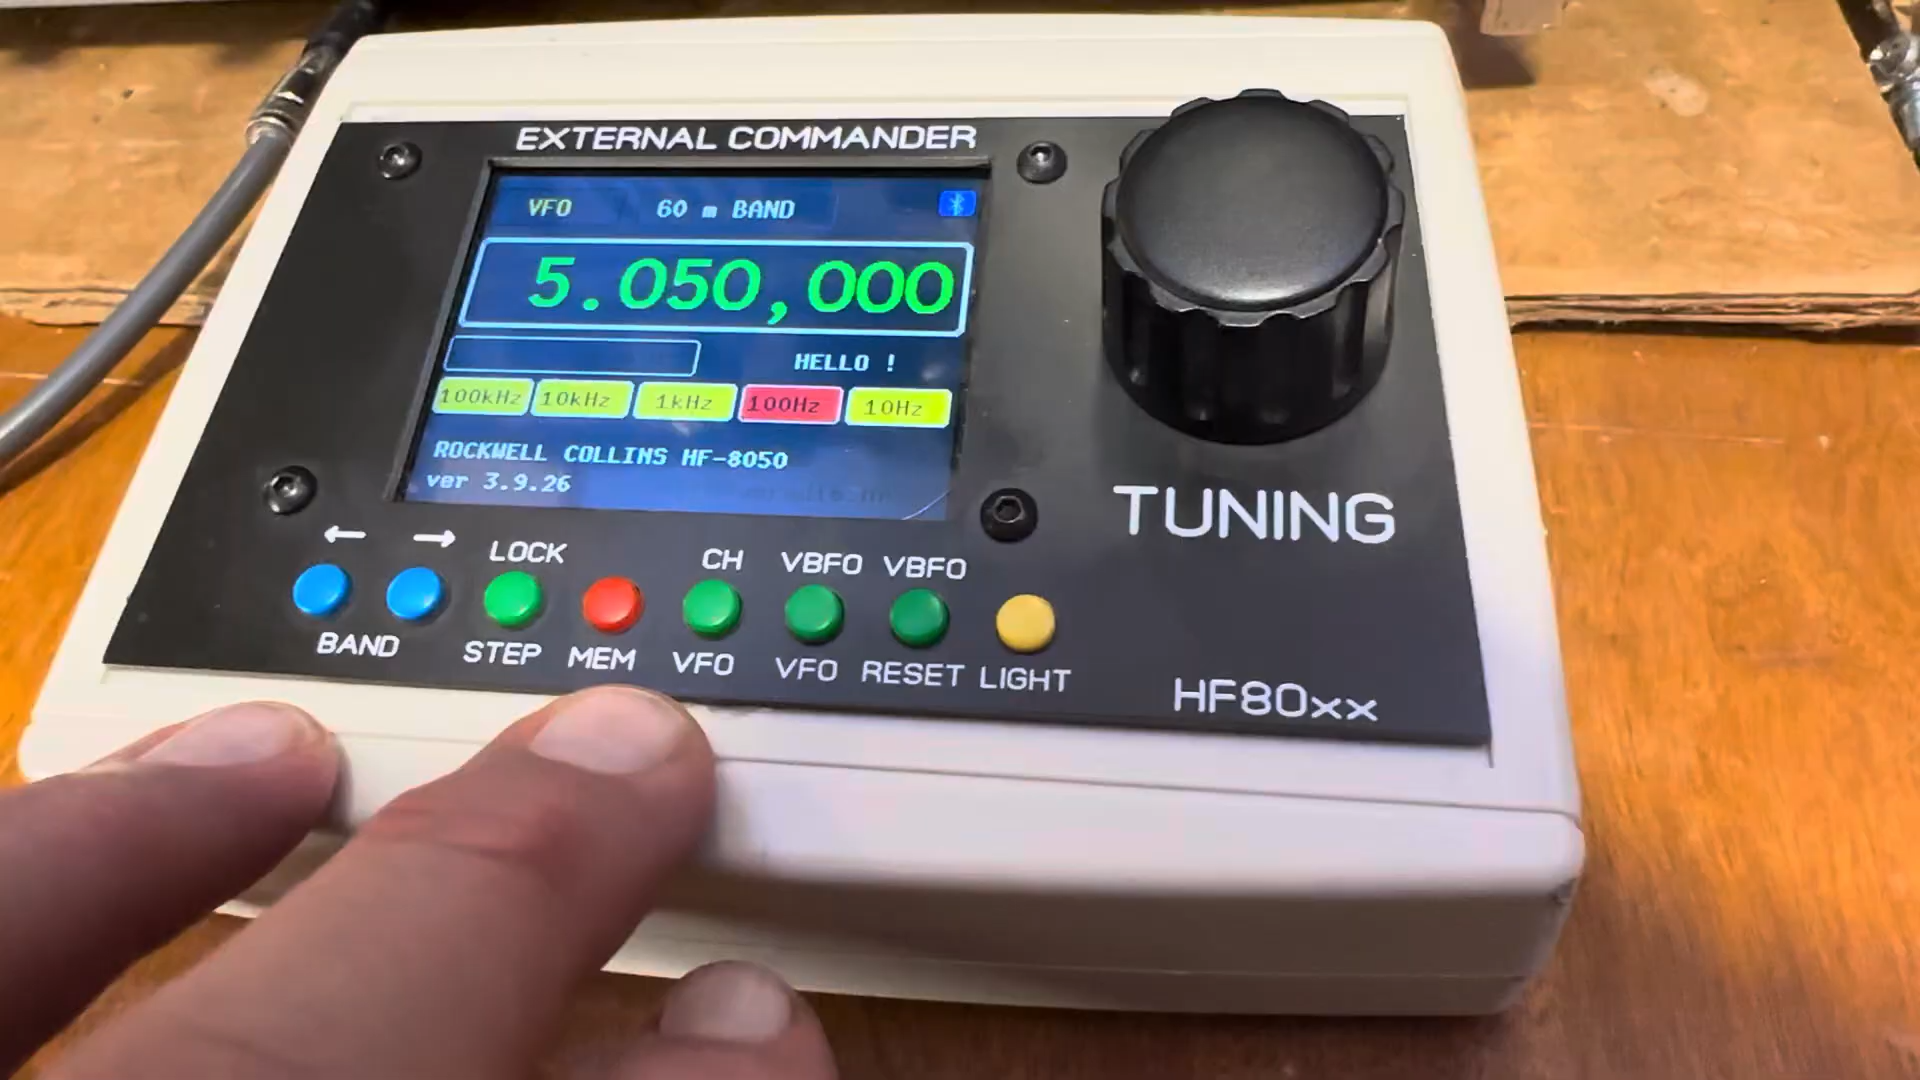 EXTERNAL COMMANDER
VFO 60 m BAND
5.050,000
HELLO !
100kHz 10kHz 1kHz 100Hz 10Hz
ROCKWELL COLLINS HF-8050
ver 3.9.26
TUNING
← → LOCK CH VBFO VBFO
BAND STEP MEM VFO VFO RESET LIGHT
HF80xx